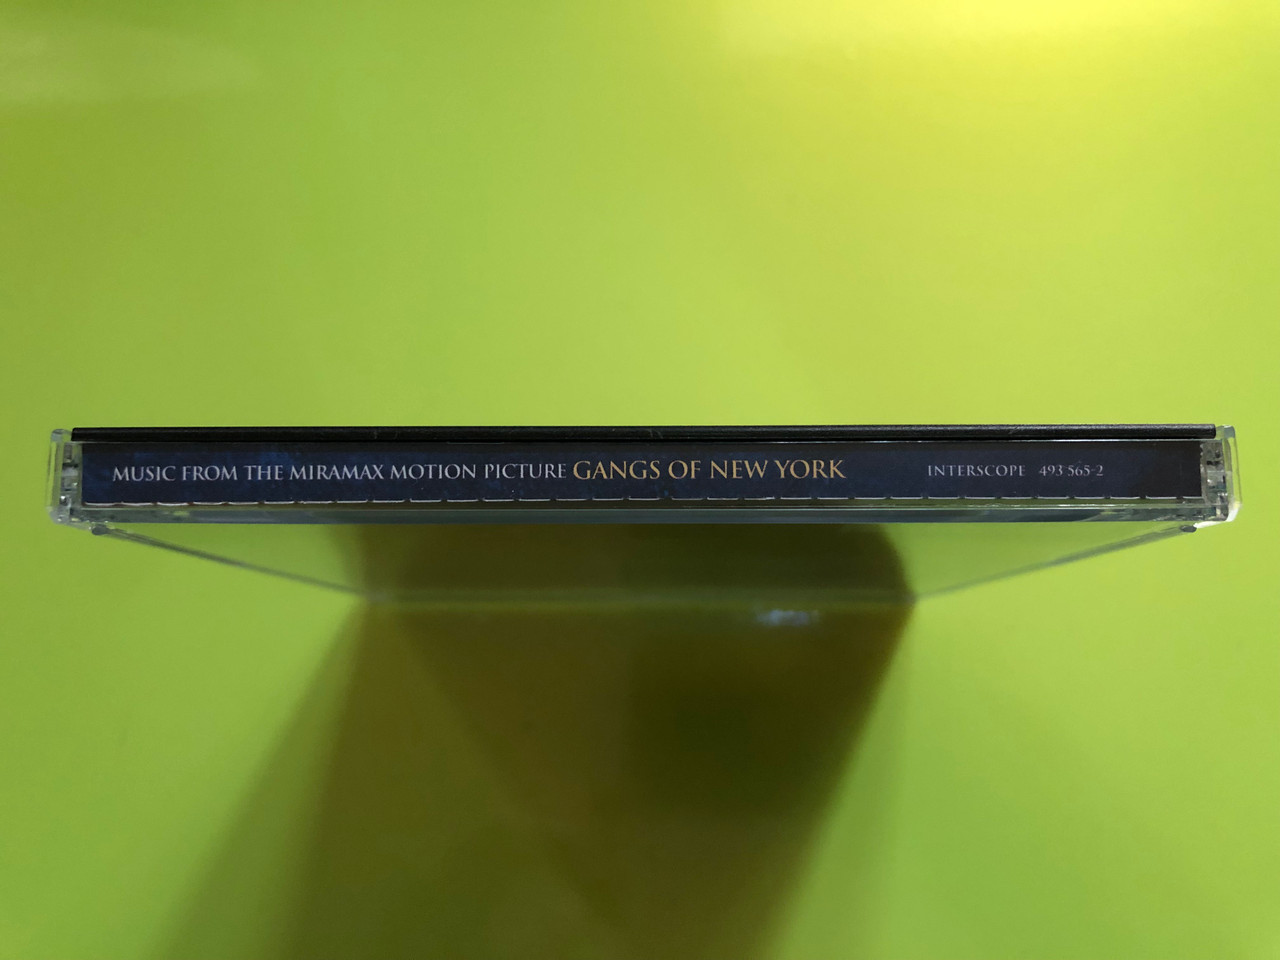 MUSIC FROM THE MIRAMAX MOTION PICTURE GANGS OF NEW YORK INTERSCOPE 493 565-2